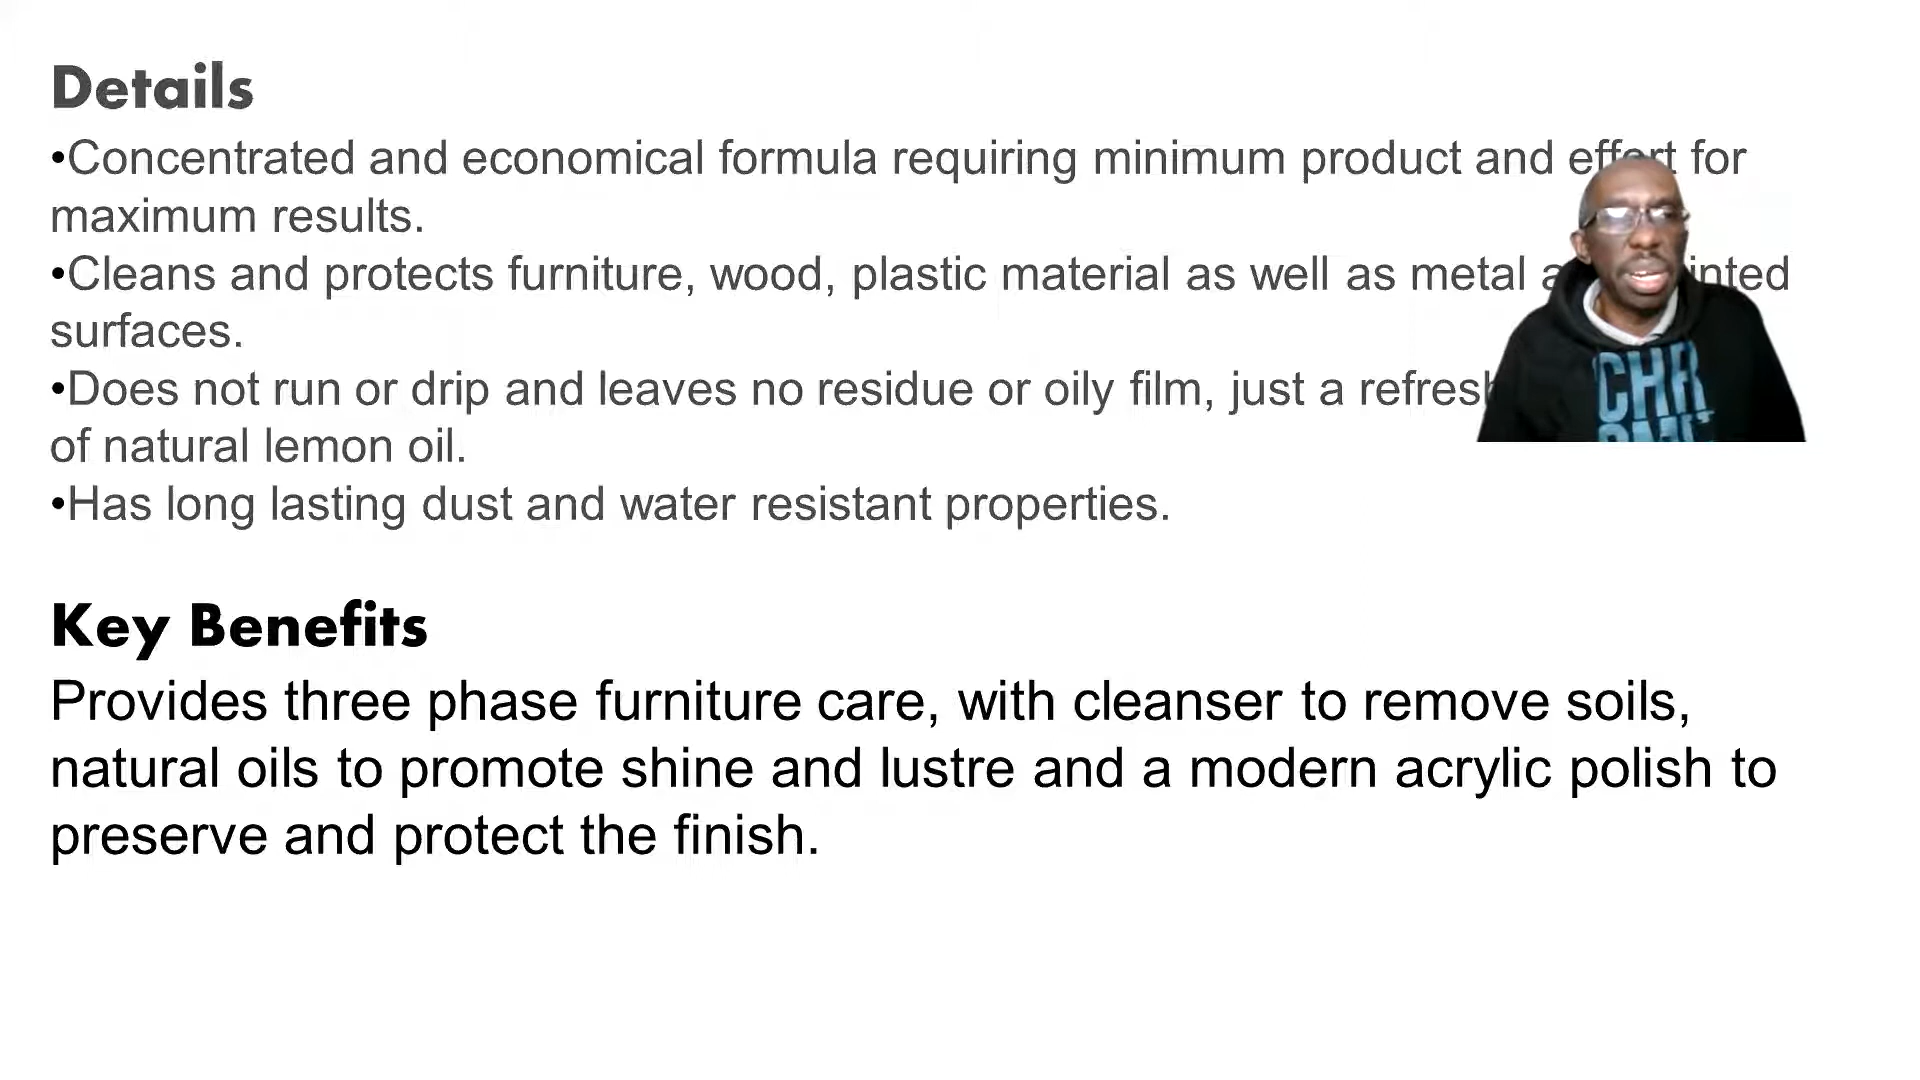 Details
•Concentrated and economical formula requiring minimum product and effort for
maximum results.
•Cleans and protects furniture, wood, plastic material as well as metal
surfaces.
•Does not run or drip and leaves no residue or oily film, just a
of natural lemon oil.
•Has long lasting dust and water resistant properties.
Key Benefits
Provides three phase furniture care, with cleanser to remove soils,
natural oils to promote shine and lustre and a modern acrylic polish to
preserve and protect the finish.
CHR